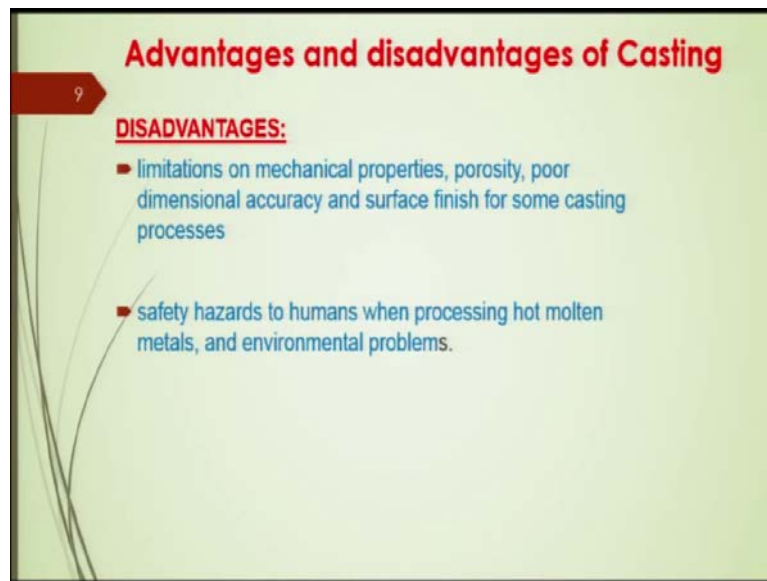 Advantages and disadvantages of Casting
9
DISADVANTAGES:
limitations on mechanical properties, porosity, poor
dimensional accuracy and surface finish for some casting
processes
safety hazards to humans when processing hot molten
metals, and environmental problems.